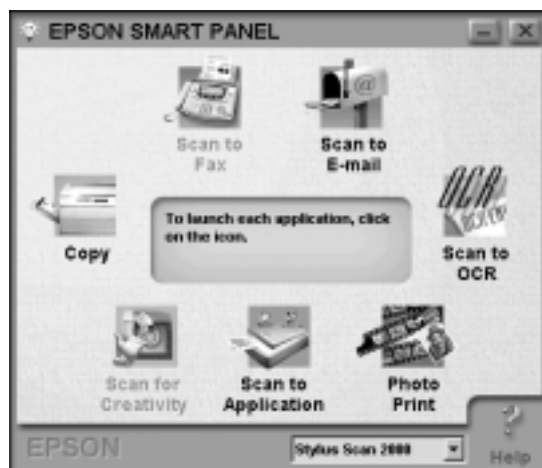 EPSON SMART PANEL
Scan to
Fax
Scan to
E-mail
Copy
To launch each application, click
on the icon.
OCR
Scan to
OCR
Scan for
Creativity
Scan to
Application
Photo
Print
EPSON
Stylus Scan 2000
Help